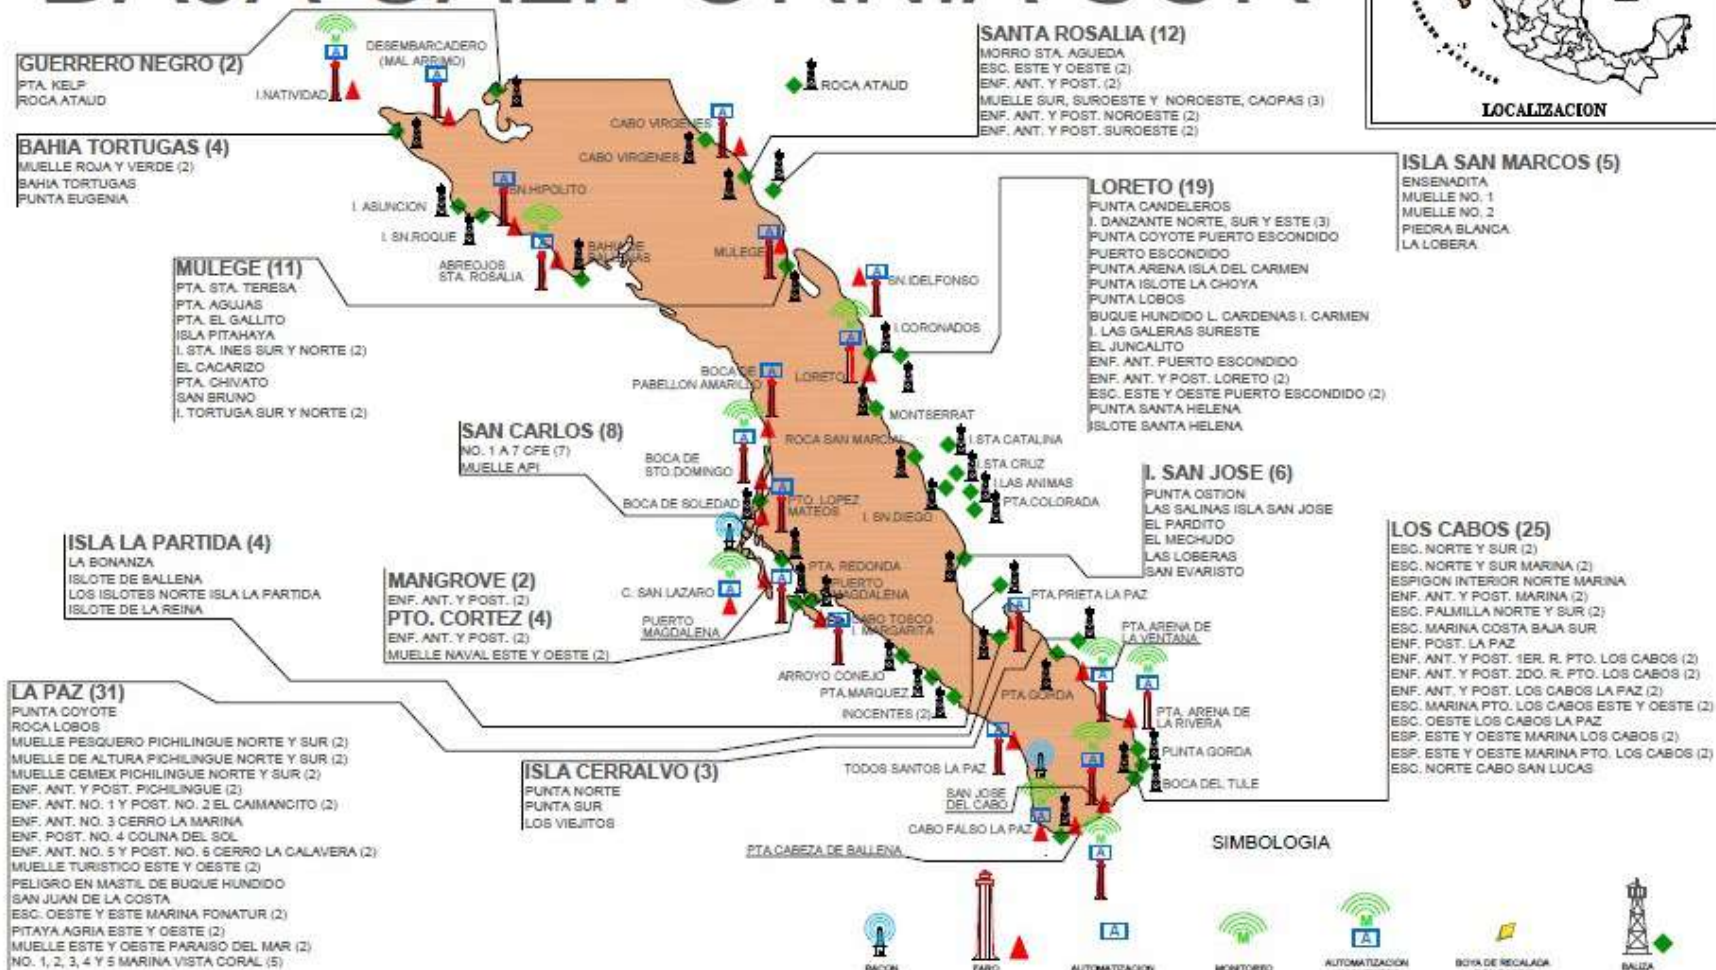 BAJA CALIFORNIA SUR
LOCALIZACION
GUERRERO NEGRO (2)
PTA. KELP
ROCA ATAUD
BAHIA TORTUGAS (4)
MUELLE ROJA Y VERDE (2)
BAHIA TORTUGAS
PUNTA EUGENIA
MULEGE (11)
PTA. STA. TERESA
PTA. AGUJAS
PTA. EL GALLITO
ISLA PITAHAYA
I. STA. INES SUR Y NORTE (2)
EL CACARIZO
PTA. CHIVATO
SAN BRUNO
I. TORTUGA SUR Y NORTE (2)
SAN CARLOS (8)
NO. 1 A 7 CFE (7)
MUELLE API
ISLA LA PARTIDA (4)
LA BONANZA
ISLOTE DE BALLENA
LOS ISLOTES NORTE ISLA LA PARTIDA
ISLOTE DE LA REINA
MANGROVE (2)
ENF. ANT. Y POST. (2)
PTO. CORTEZ (4)
ENF. ANT. Y POST. (2)
MUELLE NAVAL ESTE Y OESTE (2)
LA PAZ (31)
PUNTA COYOTE
ROCA LOBOS
MUELLE PESQUERO PICHILINGUE NORTE Y SUR (2)
MUELLE DE ALTURA PICHILINGUE NORTE Y SUR (2)
MUELLE CEMEX PICHILINGUE NORTE Y SUR (2)
ENF. ANT. Y POST. PICHILINGUE (2)
ENF. ANT. NO. 1 Y POST. NO. 2 EL CAIMANCITO (2)
ENF. ANT. NO. 3 CERRO LA MARINA
ENF. POST. NO. 4 COLINA DEL SOL
ENF. ANT. NO. 5 Y POST. NO. 6 CERRO LA CALAVERA (2)
MUELLE TURISTICO ESTE Y OESTE (2)
PELIGRO EN MASTIL DE BUQUE HUNDIDO
SAN JUAN DE LA COSTA
ESC. OESTE Y ESTE MARINA FONATUR (2)
PITAYA AGRIA ESTE Y OESTE (2)
MUELLE ESTE Y OESTE PARAISO DEL MAR (2)
NO. 1, 2, 3, 4 Y 5 MARINA VISTA CORAL (5)
ISLA CERRALVO (3)
PUNTA NORTE
PUNTA SUR
LOS VIEJITOS
SANTA ROSALIA (12)
MORRO STA. AGUEDA
ESC. ESTE Y OESTE (2)
ENF. ANT. Y POST. (2)
MUELLE SUR, SUROESTE Y NOROESTE, CAOPAS (3)
ENF. ANT. Y POST. NOROESTE (2)
ENF. ANT. Y POST. SUROESTE (2)
ISLA SAN MARCOS (5)
ENSENADITA
MUELLE NO. 1
MUELLE NO. 2
PIEDRA BLANCA
LA LOBERA
LORETO (19)
PUNTA CANDELEROS
I. DANZANTE NORTE, SUR Y ESTE (3)
PUNTA COYOTE PUERTO ESCONDIDO
PUERTO ESCONDIDO
PUNTA ARENA ISLA DEL CARMEN
PUNTA ISLOTE LA CHOYA
PUNTA LOBOS
BUQUE HUNDIDO L. CARDENAS I. CARMEN
I. LAS GALERAS SURESTE
EL JUNCALITO
ENF. ANT. PUERTO ESCONDIDO
ENF. ANT. Y POST. LORETO (2)
ESC. ESTE Y OESTE PUERTO ESCONDIDO (2)
PUNTA SANTA HELENA
ISLOTE SANTA HELENA
I. SAN JOSE (6)
PUNTA OSTION
LAS SALINAS ISLA SAN JOSE
EL PARDITO
EL MECHUDO
LAS LOBERAS
SAN EVARISTO
LOS CABOS (25)
ESC. NORTE Y SUR (2)
ESC. NORTE Y SUR MARINA (2)
ESPIGON INTERIOR NORTE MARINA
ENF. ANT. Y POST. MARINA (2)
ESC. PALMILLA NORTE Y SUR (2)
ESC. MARINA COSTA BAJA SUR
ENF. POST. LA PAZ
ENF. ANT. Y POST. 1ER. R. PTO. LOS CABOS (2)
ENF. ANT. Y POST. 2DO. R. PTO. LOS CABOS (2)
ENF. ANT. Y POST. LOS CABOS LA PAZ (2)
ESC. MARINA PTO. LOS CABOS ESTE Y OESTE (2)
ESC. OESTE LOS CABOS LA PAZ
ESP. ESTE Y OESTE MARINA LOS CABOS (2)
ESP. ESTE Y OESTE MARINA PTO. LOS CABOS (2)
ESC. NORTE CABO SAN LUCAS
I.NATIVIDAD
DESEMBARCADERO
(MAL ARRIMO)
ROCA ATAUD
CABO VIRGENES
CABO VIRGENES
SN.HIPOLITO
I. ASUNCION
I. SN.ROQUE
ABREOJOS
STA. ROSALIA
BAHIA DE
BALLENAS
MULEGE
SN.IDELFONSO
I.CORONADOS
LORETO
BOCA DE
PABELLON AMARILLO
MONTSERRAT
ROCA SAN MARCIAL
I.STA CATALINA
I.STA CRUZ
I.LAS ANIMAS
PTA.COLORADA
I. SN.DIEGO
BOCA DE
STO.DOMINGO
BOCA DE SOLEDAD
PTO. LOPEZ
MATEOS
PTA. REDONDA
PUERTO
MAGDALENA
C. SAN LAZARO
PUERTO
MAGDALENA
CABO TOSCO
I. MARGARITA
ARROYO CONEJO
PTA.MARQUEZ
INOCENTES (2)
PTA.PRIETA LA PAZ
PTA.ARENA DE
LA VENTANA
PTA.GORDA
PTA. ARENA DE
LA RIVERA
PUNTA GORDA
BOCA DEL TULE
TODOS SANTOS LA PAZ
SAN JOSE
DEL CABO
CABO FALSO LA PAZ
PTA.CABEZA DE BALLENA
SIMBOLOGIA
RACON
FARO
AUTOMATIZACION
MONITOREO
AUTOMATIZACION
BOYA DE RECALADA
BALIZA